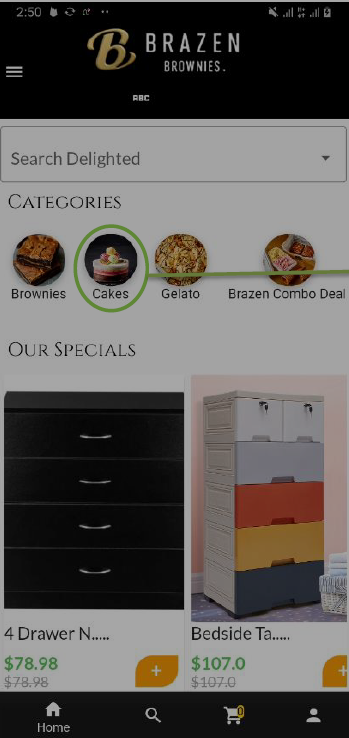 2:50
BRAZEN
BROWNIES.
ABC
Search Delighted
CATEGORIES
Brownies
Cakes
Gelato
Brazen Combo Deal
OUR SPECIALS
4 Drawer N.....
Bedside Ta.....
$78.98
+
$107.0
+
$78.98
$107.0
0
Home